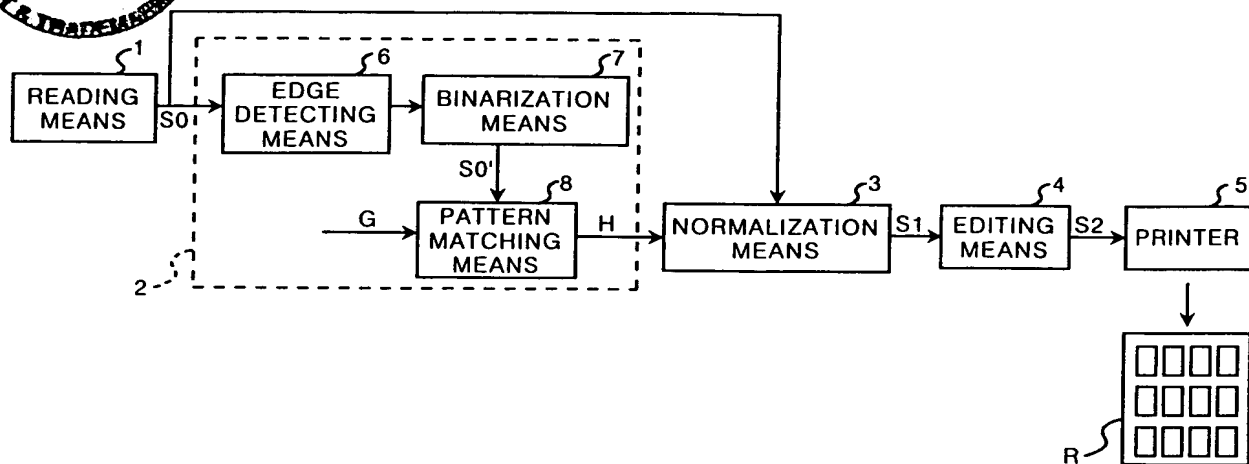 & TRADEMARK
1
READING
MEANS
S0
6
EDGE
DETECTING
MEANS
7
BINARIZATION
MEANS
S0'
G
8
PATTERN
MATCHING
MEANS
H
2
3
NORMALIZATION
MEANS
S1
4
EDITING
MEANS
S2
5
PRINTER
R